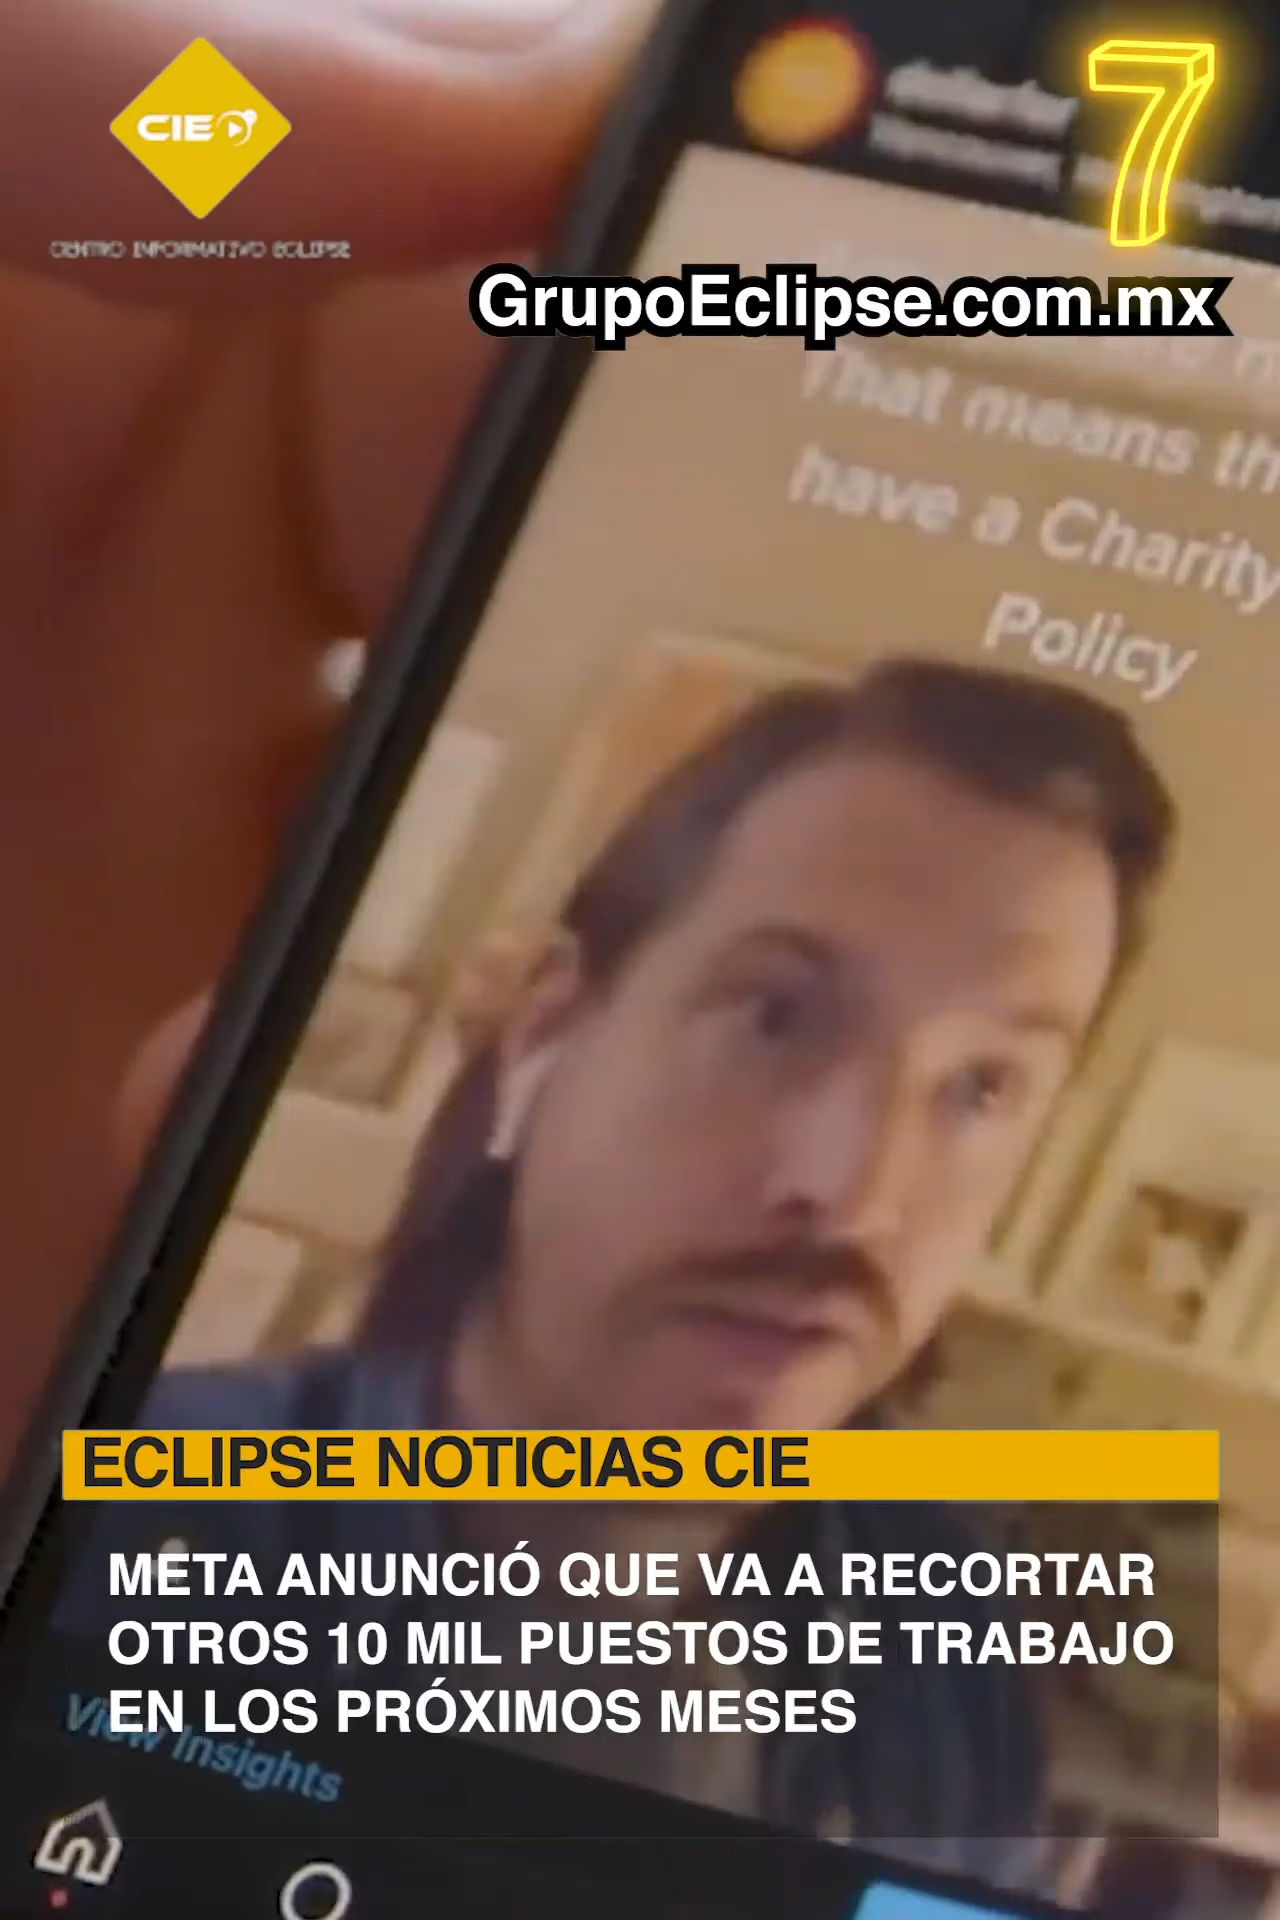 CIE
CENTRO INFORMATIVO ECLIPSE
7
GrupoEclipse.com.mx
That means th
have a Charity
Policy
ECLIPSE NOTICIAS CIE
META ANUNCIÓ QUE VA A RECORTAR
OTROS 10 MIL PUESTOS DE TRABAJO
EN LOS PRÓXIMOS MESES
View Insights